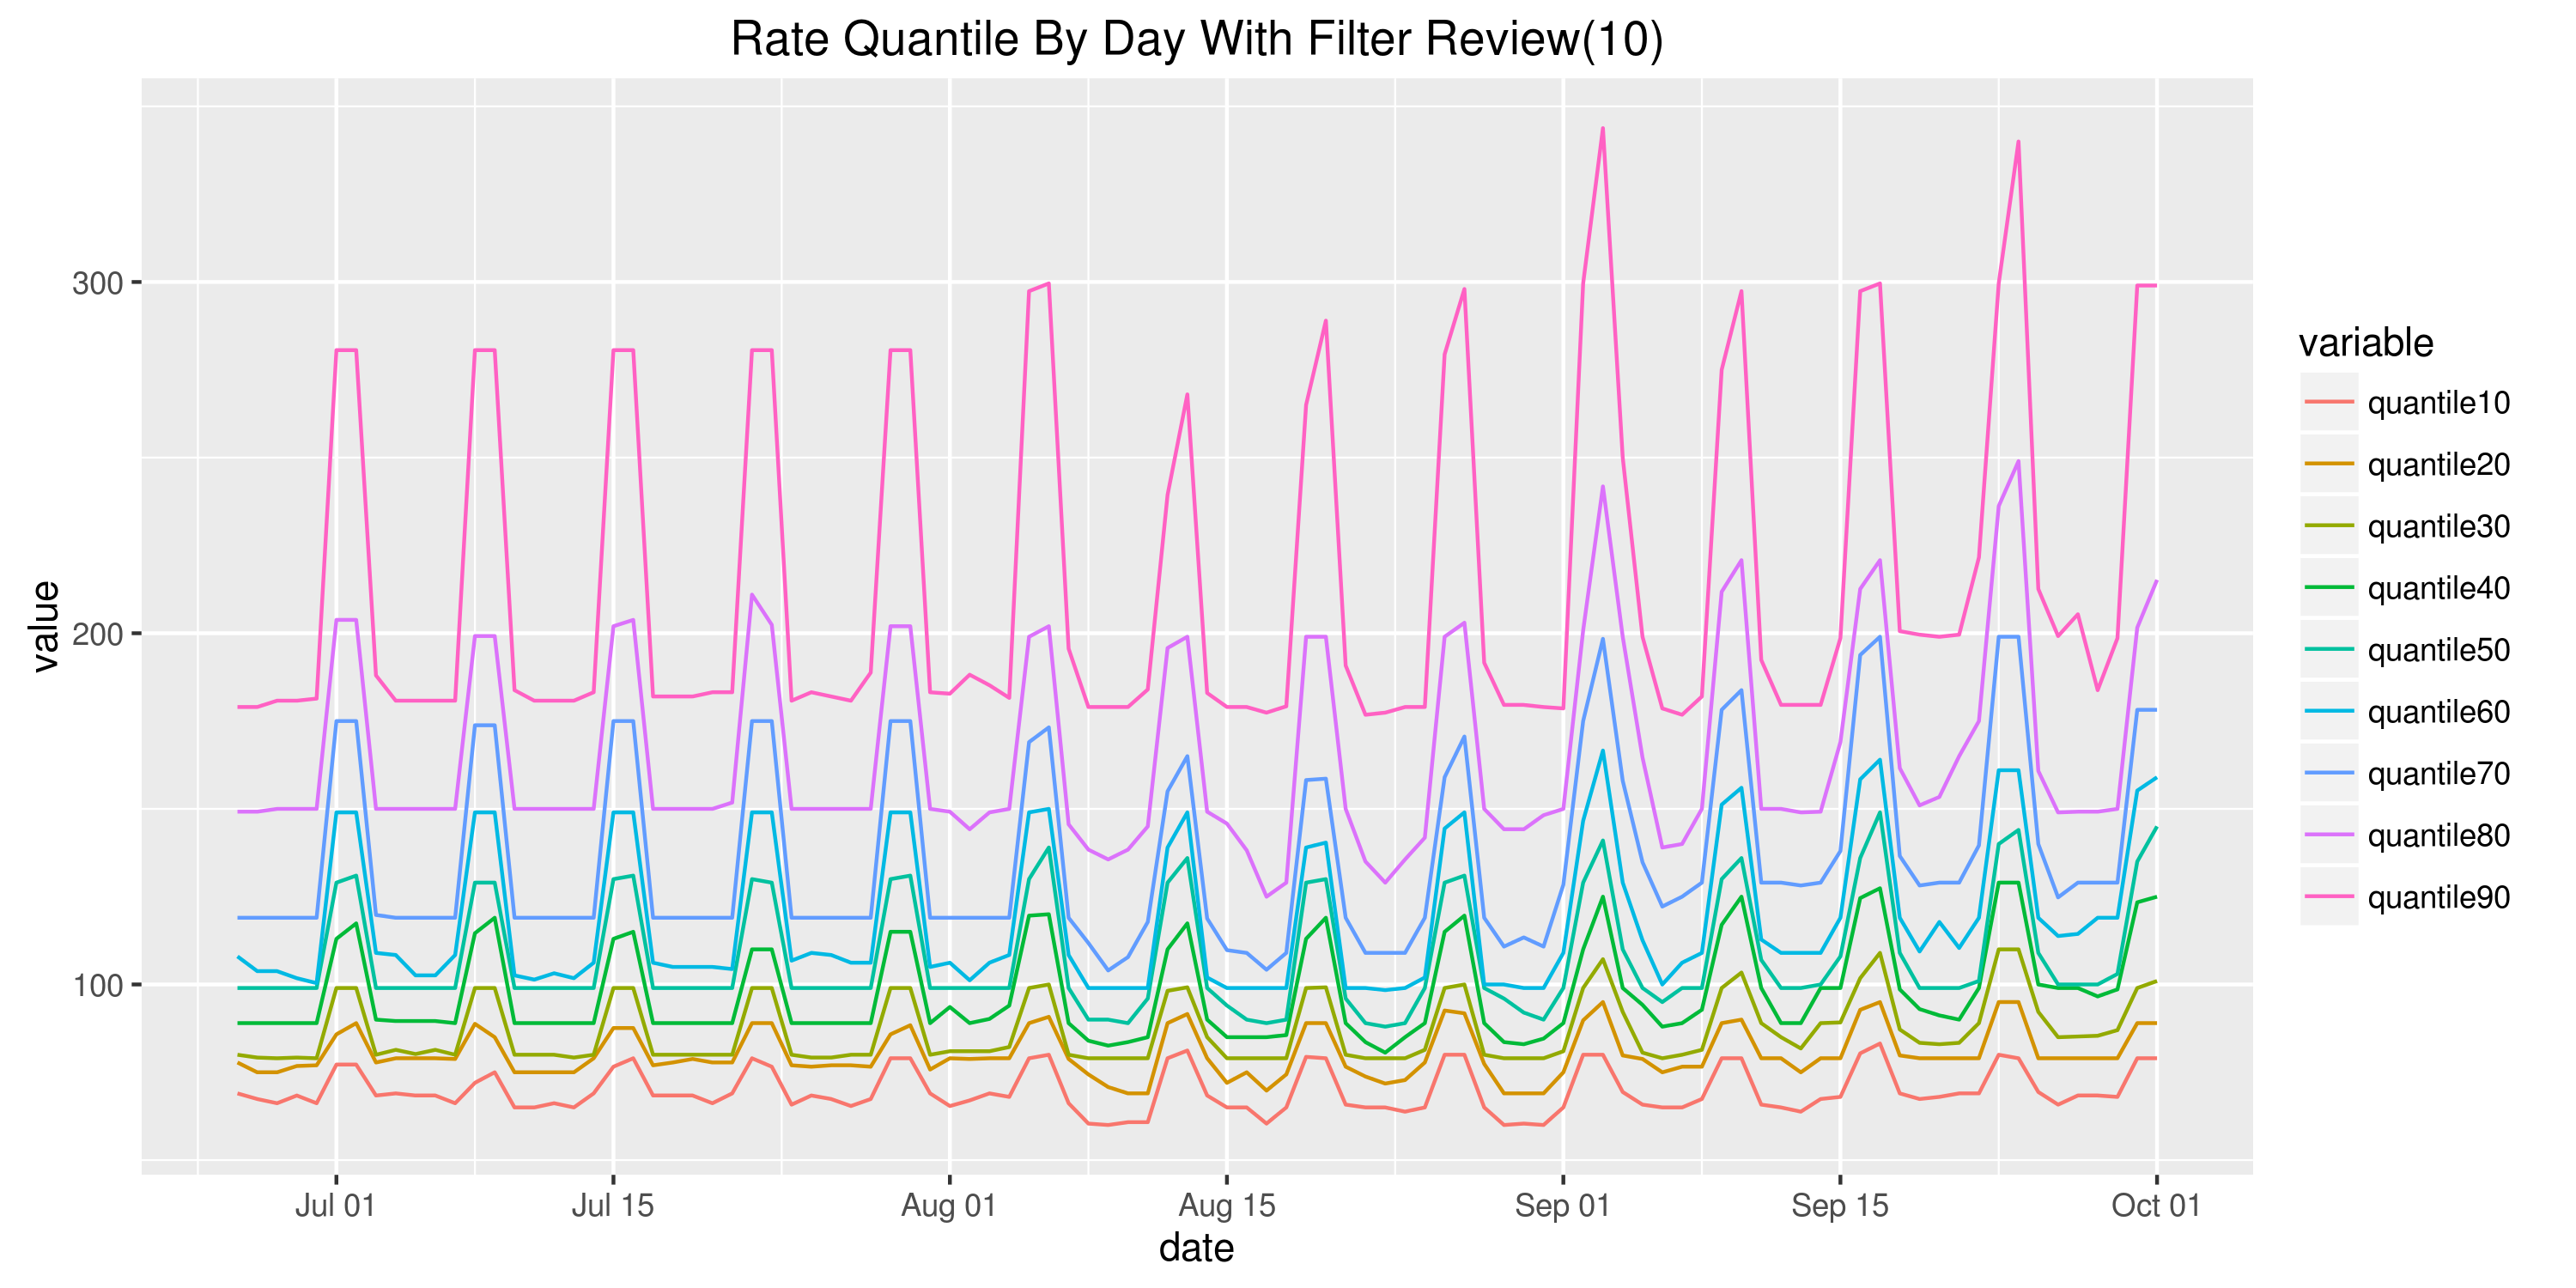 Rate Quantile By Day With Filter Review(10)
value
300
200
100
Jul 01
Jul 15
Aug 01
Aug 15
Sep 01
Sep 15
Oct 01
date
variable
quantile10
quantile20
quantile30
quantile40
quantile50
quantile60
quantile70
quantile80
quantile90